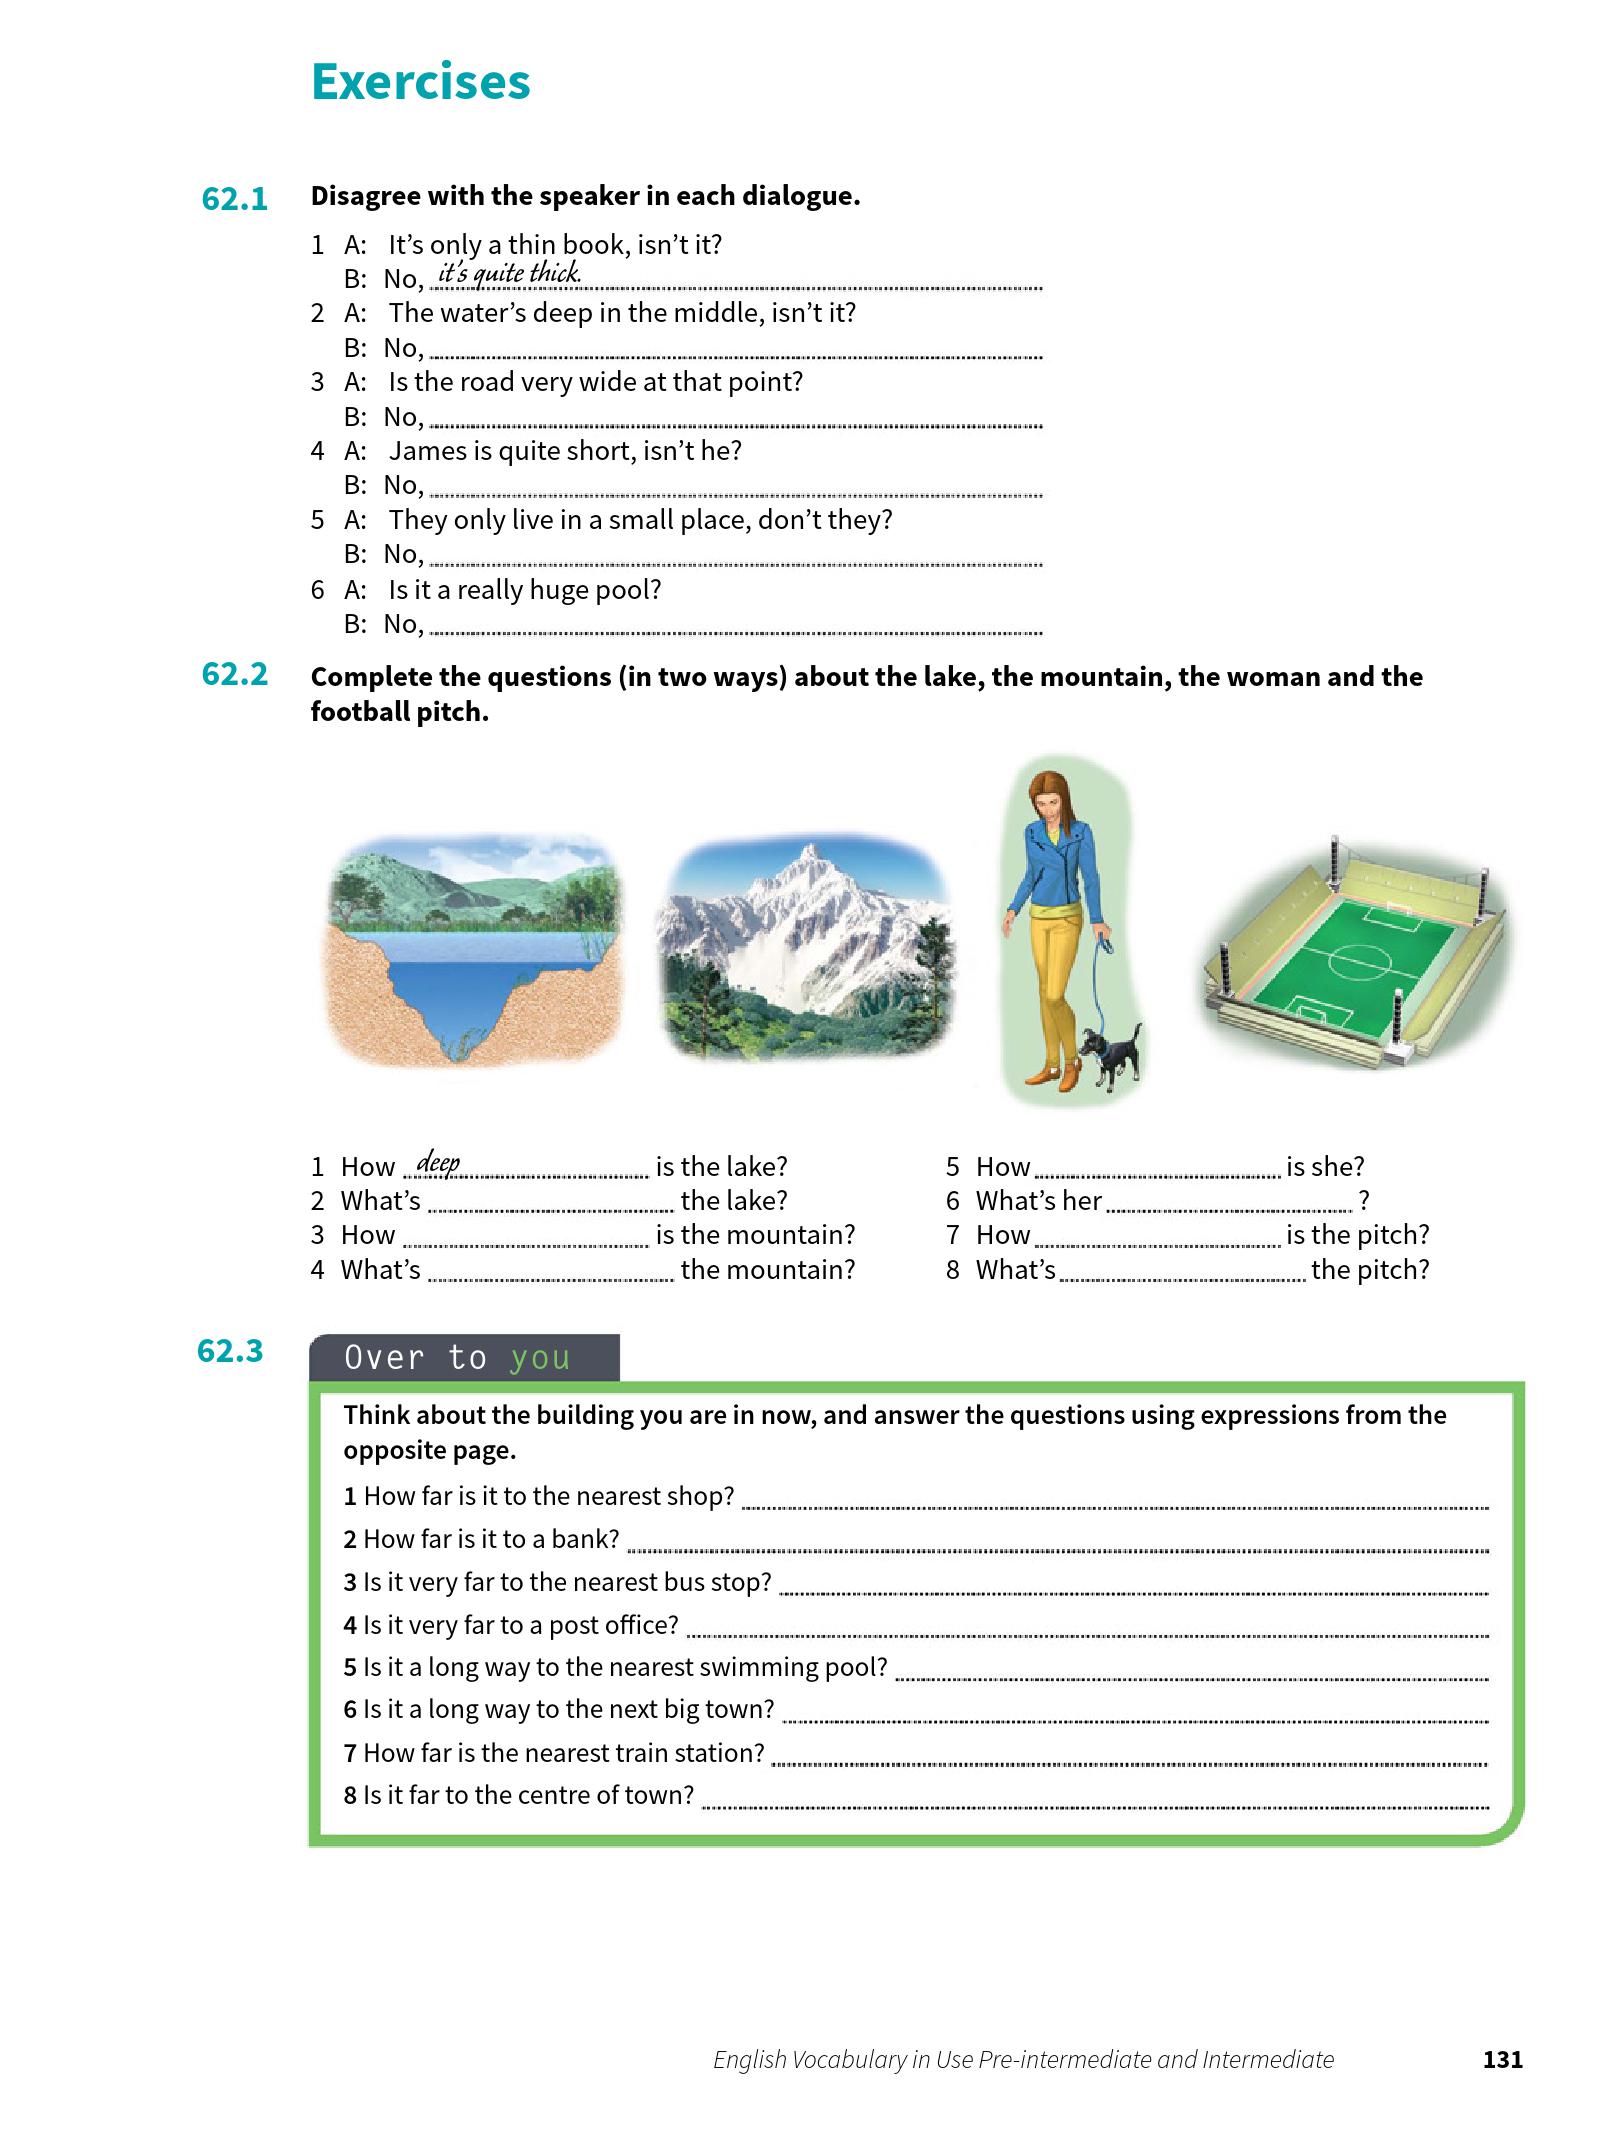 Exercises
62.1 Disagree with the speaker in each dialogue.
1 A: It’s only a thin book, isn’t it?
B: No, it’s quite thick.
2 A: The water’s deep in the middle, isn’t it?
B: No,
3 A: Is the road very wide at that point?
B: No,
4 A: James is quite short, isn’t he?
B: No,
5 A: They only live in a small place, don’t they?
B: No,
6 A: Is it a really huge pool?
B: No,
62.2 Complete the questions (in two ways) about the lake, the mountain, the woman and the
football pitch.
1 How deep is the lake?
2 What’s the lake?
3 How is the mountain?
4 What’s the mountain?
5 How is she?
6 What’s her ?
7 How is the pitch?
8 What’s the pitch?
62.3 Over to you
Think about the building you are in now, and answer the questions using expressions from the
opposite page.
1 How far is it to the nearest shop?
2 How far is it to a bank?
3 Is it very far to the nearest bus stop?
4 Is it very far to a post office?
5 Is it a long way to the nearest swimming pool?
6 Is it a long way to the next big town?
7 How far is the nearest train station?
8 Is it far to the centre of town?
English Vocabulary in Use Pre-intermediate and Intermediate 131